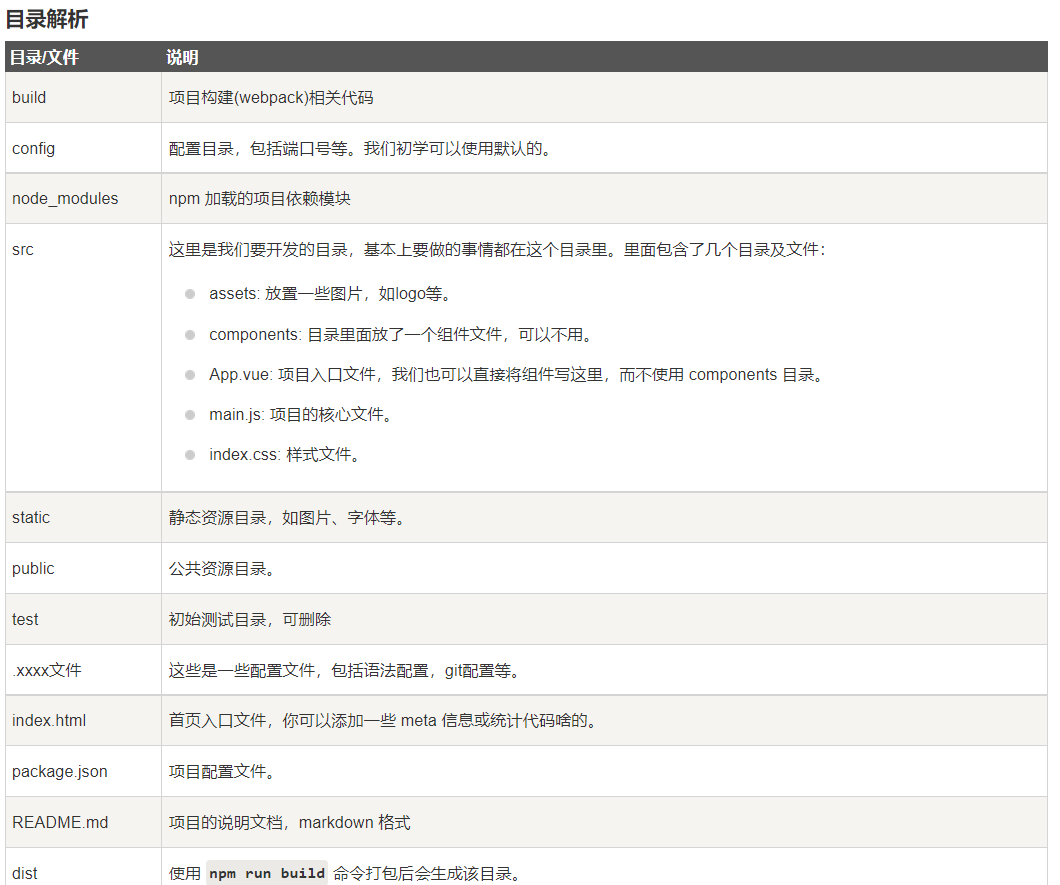 目录解析
目录/文件 说明
build 项目构建(webpack)相关代码
config 配置目录，包括端口号等。我们初学可以使用默认的。
node_modules npm 加载的项目依赖模块
src 这里是我们要开发的目录，基本上要做的事情都在这个目录里。里面包含了几个目录及文件：
assets: 放置一些图片，如logo等。
components: 目录里面放了一个组件文件，可以不用。
App.vue: 项目入口文件，我们也可以直接将组件写这里，而不使用 components 目录。
main.js: 项目的核心文件。
index.css: 样式文件。
static 静态资源目录，如图片、字体等。
public 公共资源目录。
test 初始测试目录，可删除
.xxxx文件 这些是一些配置文件，包括语法配置，git配置等。
index.html 首页入口文件，你可以添加一些 meta 信息或统计代码啥的。
package.json 项目配置文件。
README.md 项目的说明文档，markdown 格式
dist 使用 npm run build 命令打包后会生成该目录。